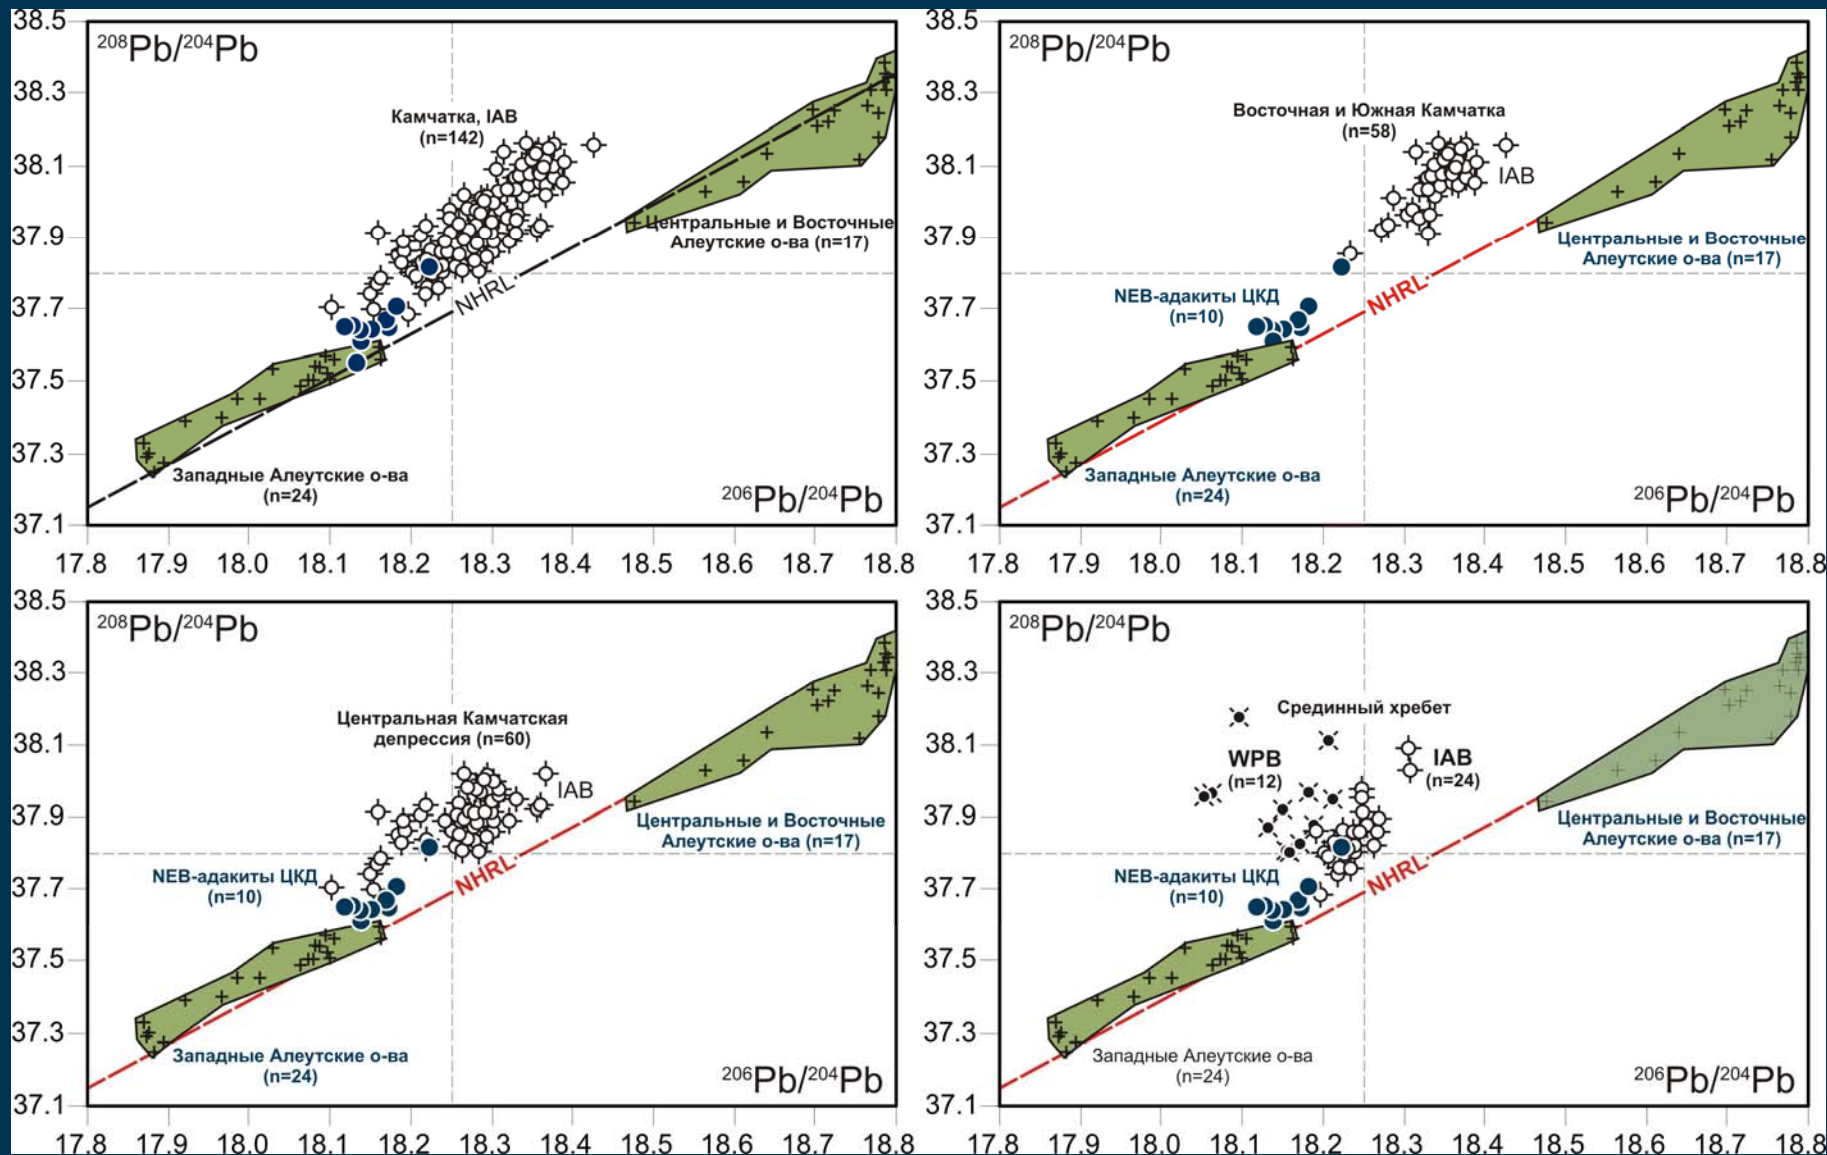 38.5
38.3
38.1
37.9
37.7
37.5
37.3
37.1
208Pb/204Pb
Камчатка, IAB
(n=142)
Центральные и Восточные
Алеутские о-ва (n=17)
NHRL
Западные Алеутские о-ва
(n=24)
206Pb/204Pb
17.8 17.9 18.0 18.1 18.2 18.3 18.4 18.5 18.6 18.7 18.8
38.5
38.3
38.1
37.9
37.7
37.5
37.3
37.1
208Pb/204Pb
Восточная и Южная Камчатка
(n=58)
IAB
Центральные и Восточные
Алеутские о-ва (n=17)
NEB-адакиты ЦКД
(n=10)
NHRL
Западные Алеутские о-ва
(n=24)
206Pb/204Pb
17.8 17.9 18.0 18.1 18.2 18.3 18.4 18.5 18.6 18.7 18.8
38.5
38.3
38.1
37.9
37.7
37.5
37.3
37.1
208Pb/204Pb
Центральная Камчатская
депрессия (n=60)
IAB
Центральные и Восточные
Алеутские о-ва (n=17)
NEB-адакиты ЦКД
(n=10)
NHRL
Западные Алеутские о-ва
(n=24)
206Pb/204Pb
17.8 17.9 18.0 18.1 18.2 18.3 18.4 18.5 18.6 18.7 18.8
38.5
38.3
38.1
37.9
37.7
37.5
37.3
37.1
208Pb/204Pb
Срединный хребет
WPB
(n=12)
IAB
(n=24)
Центральные и Восточные
Алеутские о-ва (n=17)
NEB-адакиты ЦКД
(n=10)
NHRL
Западные Алеутские о-ва
(n=24)
206Pb/204Pb
17.8 17.9 18.0 18.1 18.2 18.3 18.4 18.5 18.6 18.7 18.8